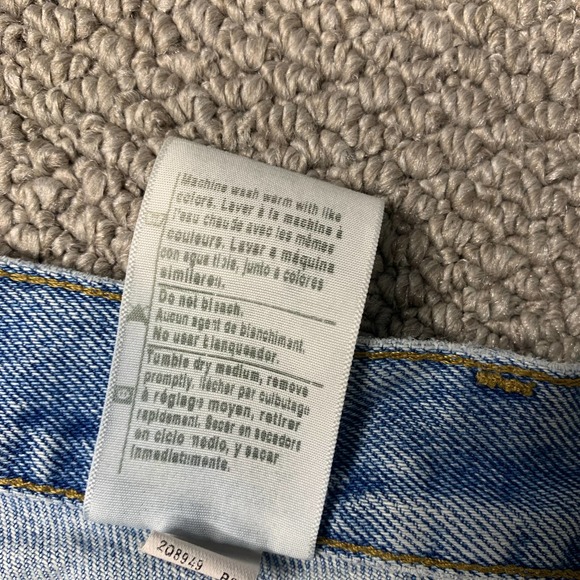 Machine wash warm with like
colors. Laver à la machine à
l'eau chaude avec les mêmes
couleurs. Lavar a máquina
con agua tibia, junto a colores
similares.
Do not bleach.
Aucun agent de blanchiment.
No usar blanqueador.
Tumble dry medium, remove
promptly. Sécher par culbutage
à réglage moyen, retirer
rapidement. Secar en secadora
en ciclo medio, y sacar
inmediatamente.
2Q8949